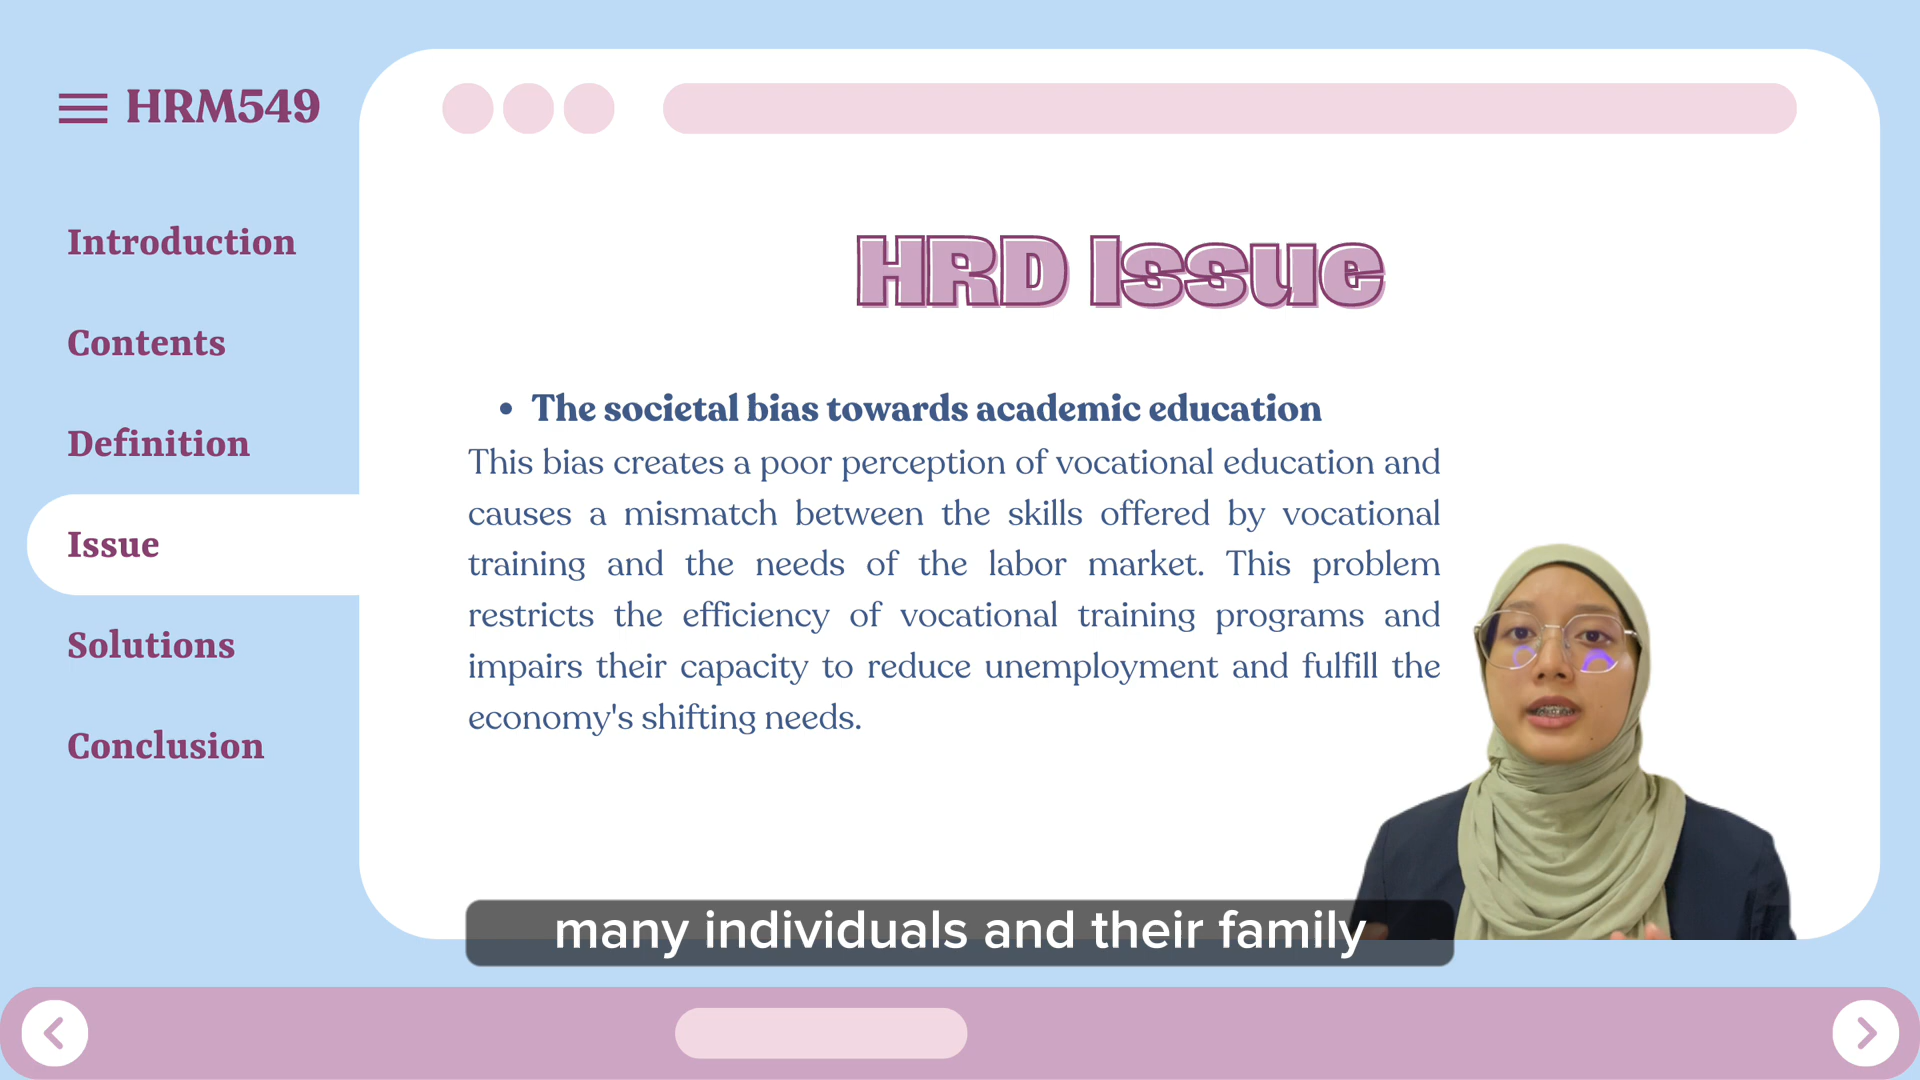 HRM549
Introduction
Contents
Definition
Issue
Solutions
Conclusion
HRD Issue
• The societal bias towards academic education
This bias creates a poor perception of vocational education and
causes a mismatch between the skills offered by vocational
training and the needs of the labor market. This problem
restricts the efficiency of vocational training programs and
impairs their capacity to reduce unemployment and fulfill the
economy's shifting needs.
many individuals and their family